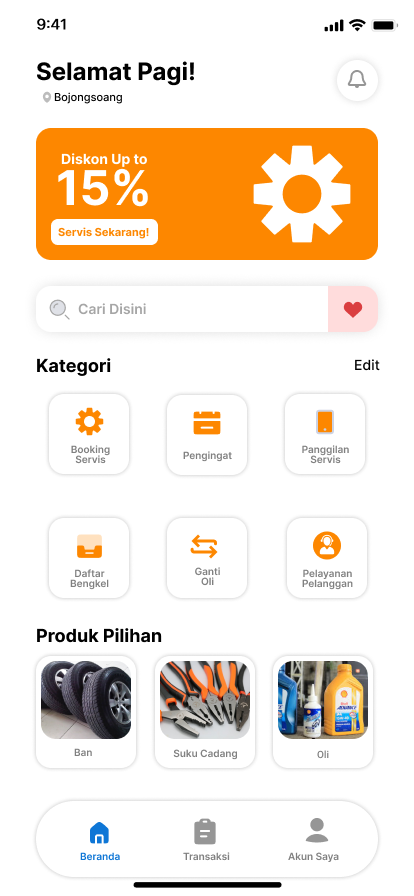 9:41
Selamat Pagi!
Bojongsoang
Diskon Up to
15%
Servis Sekarang!
Cari Disini
Kategori
Edit
Booking
Servis
Pengingat
Panggilan
Servis
Daftar
Bengkel
Ganti
Oli
Pelayanan
Pelanggan
Produk Pilihan
Ban
Suku Cadang
Oli
Beranda
Transaksi
Akun Saya